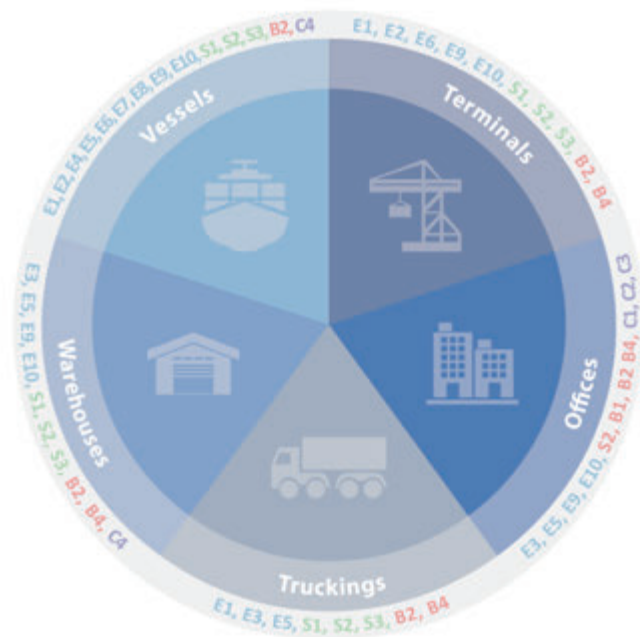 E1, E2, E4, E5, E6, E7, E8, E9, E10, S1, S2, S3, B2, C4
Vessels
E1, E2, E6, E9, E10, S1, S2, S3, B2, B4
Terminals
E3, E5, E9, E10, S2, B1, B2 B4, C1, C2, C3
Offices
Truckings
E1, E3, E5, S1, S2, S3, B2, B4
Warehouses
E3, E5, E9, E10, S1, S2, S3, B2, B4, C4